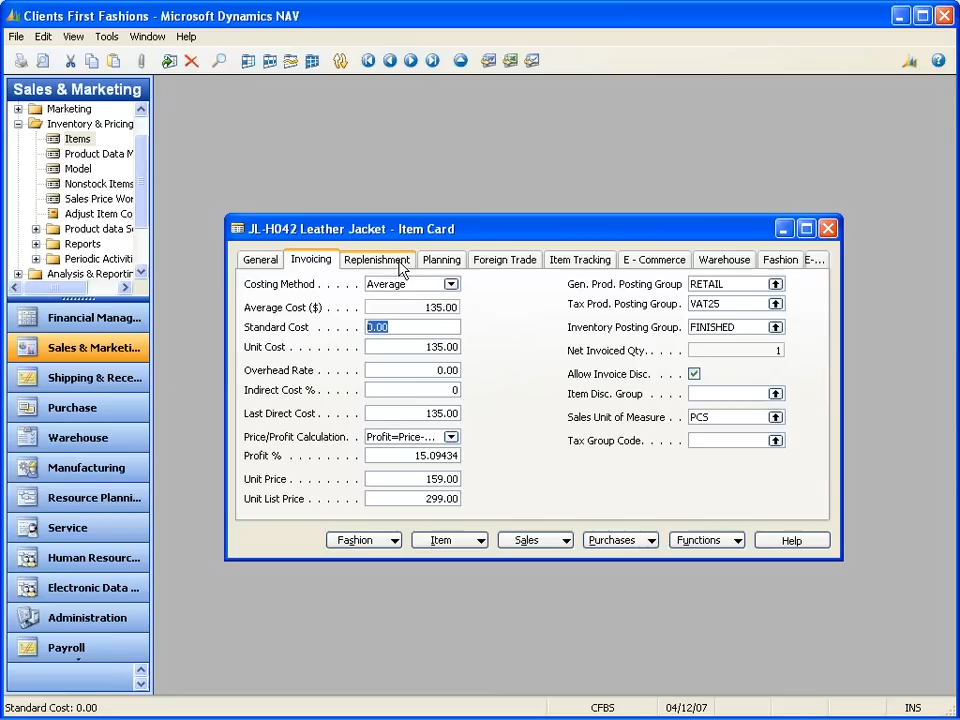 Clients First Fashions - Microsoft Dynamics NAV
File Edit View Tools Window Help
Sales & Marketing
Marketing
Inventory & Pricing
Items
Product Data M
Model
Nonstock Items
Sales Price Wor
Adjust Item Co
Product data S
Reports
Periodic Activiti
Analysis & Reportir
Financial Manag...
Sales & Marketi...
Shipping & Rece...
Purchase
Warehouse
Manufacturing
Resource Planni...
Service
Human Resourc...
Electronic Data ...
Administration
Payroll
JL-H042 Leather Jacket - Item Card
General Invoicing Replenishment Planning Foreign Trade Item Tracking E - Commerce Warehouse Fashion E-...
Costing Method . . . . . Average
Average Cost ($) . . . . 135.00
Standard Cost . . . . . 0.00
Unit Cost . . . . . . . . 135.00
Overhead Rate . . . . . 0.00
Indirect Cost % . . . . . 0
Last Direct Cost . . . . . 135.00
Price/Profit Calculation. . Profit=Price-...
Profit % . . . . . . . . 15.09434
Unit Price . . . . . . . . 159.00
Unit List Price . . . . . . 299.00
Gen. Prod. Posting Group . RETAIL
Tax Prod. Posting Group . VAT25
Inventory Posting Group. . FINISHED
Net Invoiced Qty. . . . . 1
Allow Invoice Disc. . . . .
Item Disc. Group . . . .
Sales Unit of Measure . . PCS
Tax Group Code. . . . .
Fashion Item Sales Purchases Functions Help
Standard Cost: 0.00 CFBS 04/12/07 INS